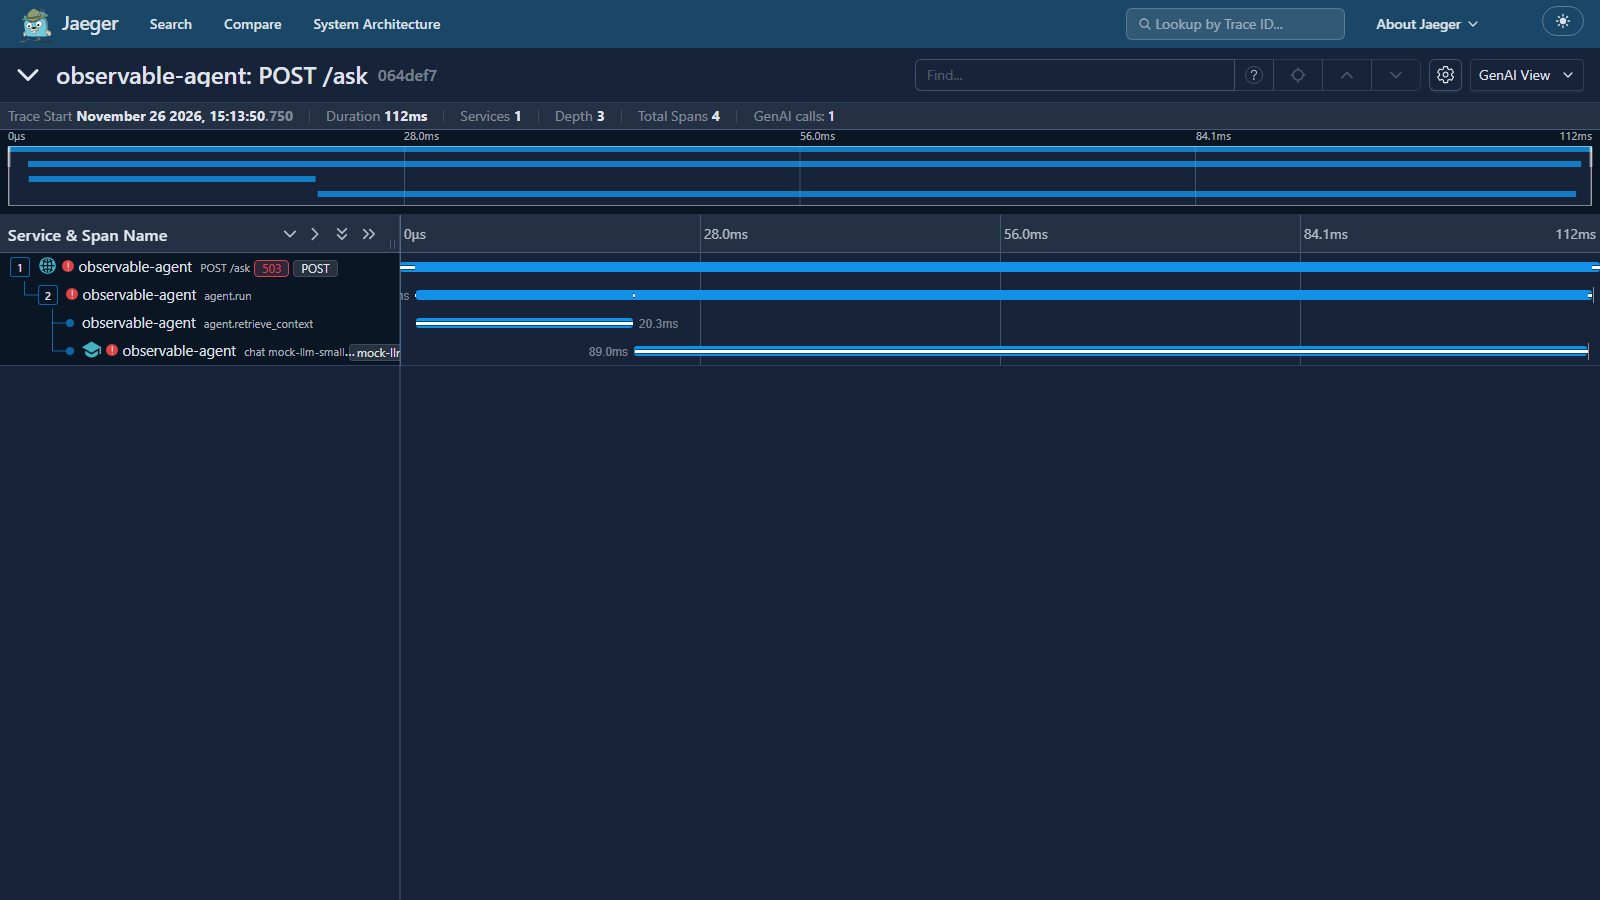 Jaeger Search Compare System Architecture Lookup by Trace ID... About Jaeger
observable-agent: POST /ask 064def7 Find... ? GenAI View
Trace Start November 26 2026, 15:13:50.750 Duration 112ms Services 1 Depth 3 Total Spans 4 GenAI calls: 1
0μs 28.0ms 56.0ms 84.1ms 112ms
Service & Span Name 0μs 28.0ms 56.0ms 84.1ms 112ms
1 observable-agent POST /ask 503 POST
2 observable-agent agent.run
observable-agent agent.retrieve_context 20.3ms
observable-agent chat mock-llm-small... 89.0ms